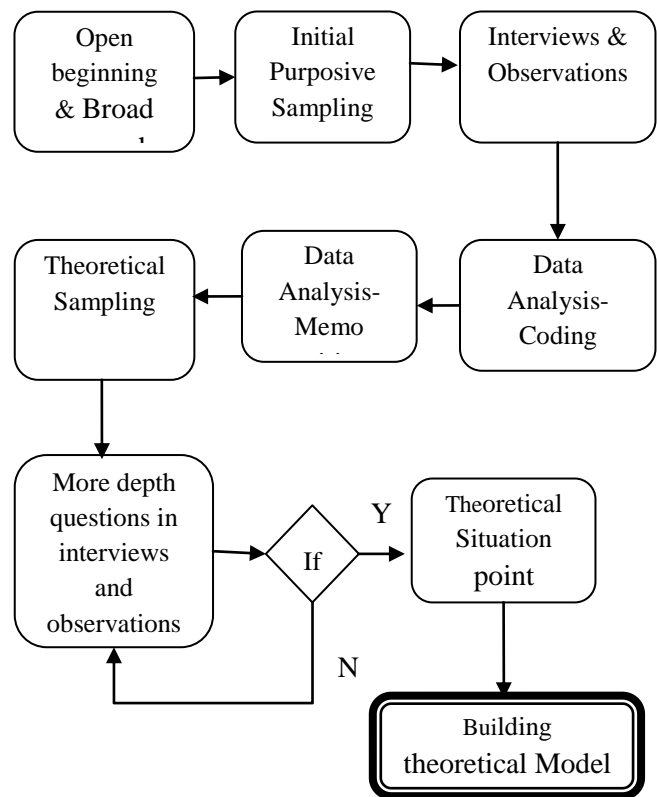 Open
beginning
& Broad
Initial
Purposive
Sampling
Interviews &
Observations
Data
Analysis-
Coding
Data
Analysis-
Memo
Theoretical
Sampling
More depth
questions in
interviews
and
observations
If
Y
N
Theoretical
Situation
point
Building
theoretical Model